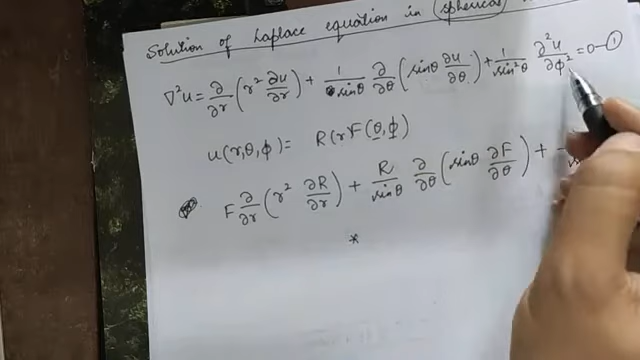 Solution of Laplace equation in (spherical)
∇²u = ∂/∂r (r² ∂u/∂r) + 1/sinθ ∂/∂θ (sinθ ∂u/∂θ) + 1/sin²θ ∂²u/∂ϕ² = 0 — ①
u(r,θ,ϕ) = R(r)F(θ,ϕ)
F ∂/∂r (r² ∂R/∂r) + R/sinθ ∂/∂θ (sinθ ∂F/∂θ) +
*